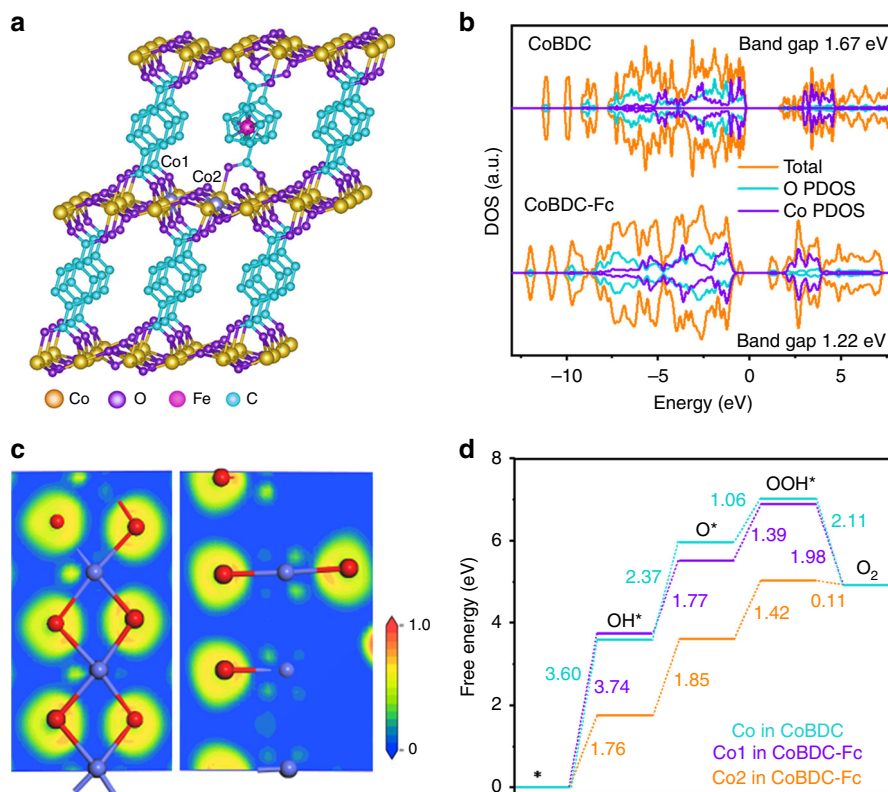 a
Co1
Co2
Co O Fe C
b
CoBDC
Band gap 1.67 eV
Total
O PDOS
Co PDOS
CoBDC-Fc
Band gap 1.22 eV
DOS (a.u.)
−10 −5 0 5
Energy (eV)
c
1.0
0
d
8
6
4
2
0
Free energy (eV)
*
OH*
O*
OOH*
O₂
3.60
2.37
1.06
2.11
3.74
1.77
1.39
1.98
1.76
1.85
1.42
0.11
Co in CoBDC
Co1 in CoBDC-Fc
Co2 in CoBDC-Fc